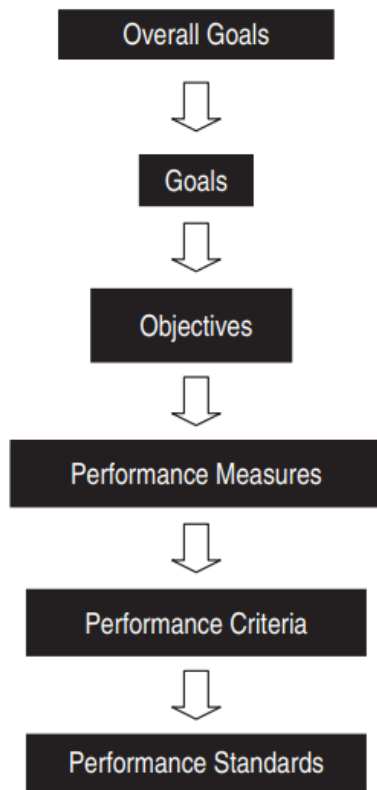 Overall Goals
Goals
Objectives
Performance Measures
Performance Criteria
Performance Standards